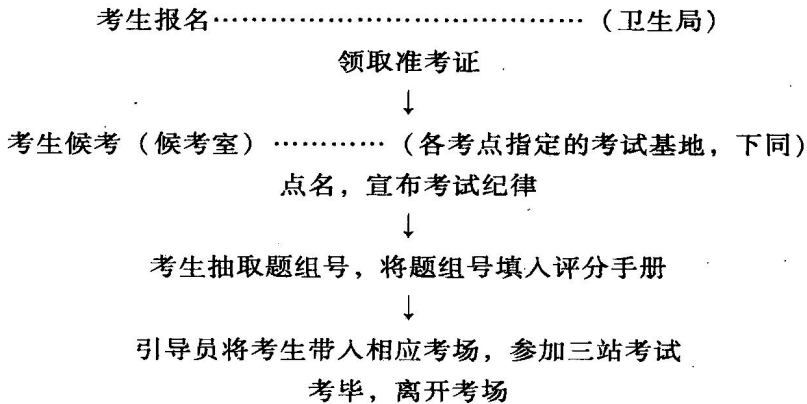 考生报名…………………………………（卫生局）
领取准考证
↓
考生候考（候考室）…………（各考点指定的考试基地，下同）
点名，宣布考试纪律
↓
考生抽取题组号，将题组号填入评分手册
↓
引导员将考生带入相应考场，参加三站考试
考毕，离开考场